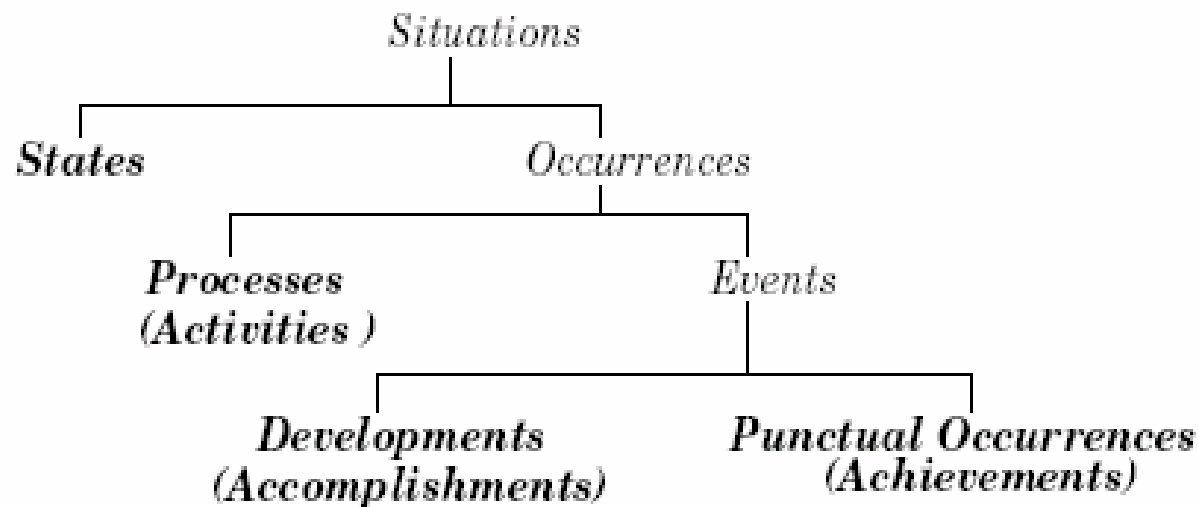 Situations
States
Occurrences
Processes
(Activities )
Events
Developments
(Accomplishments)
Punctual Occurrences
(Achievements)